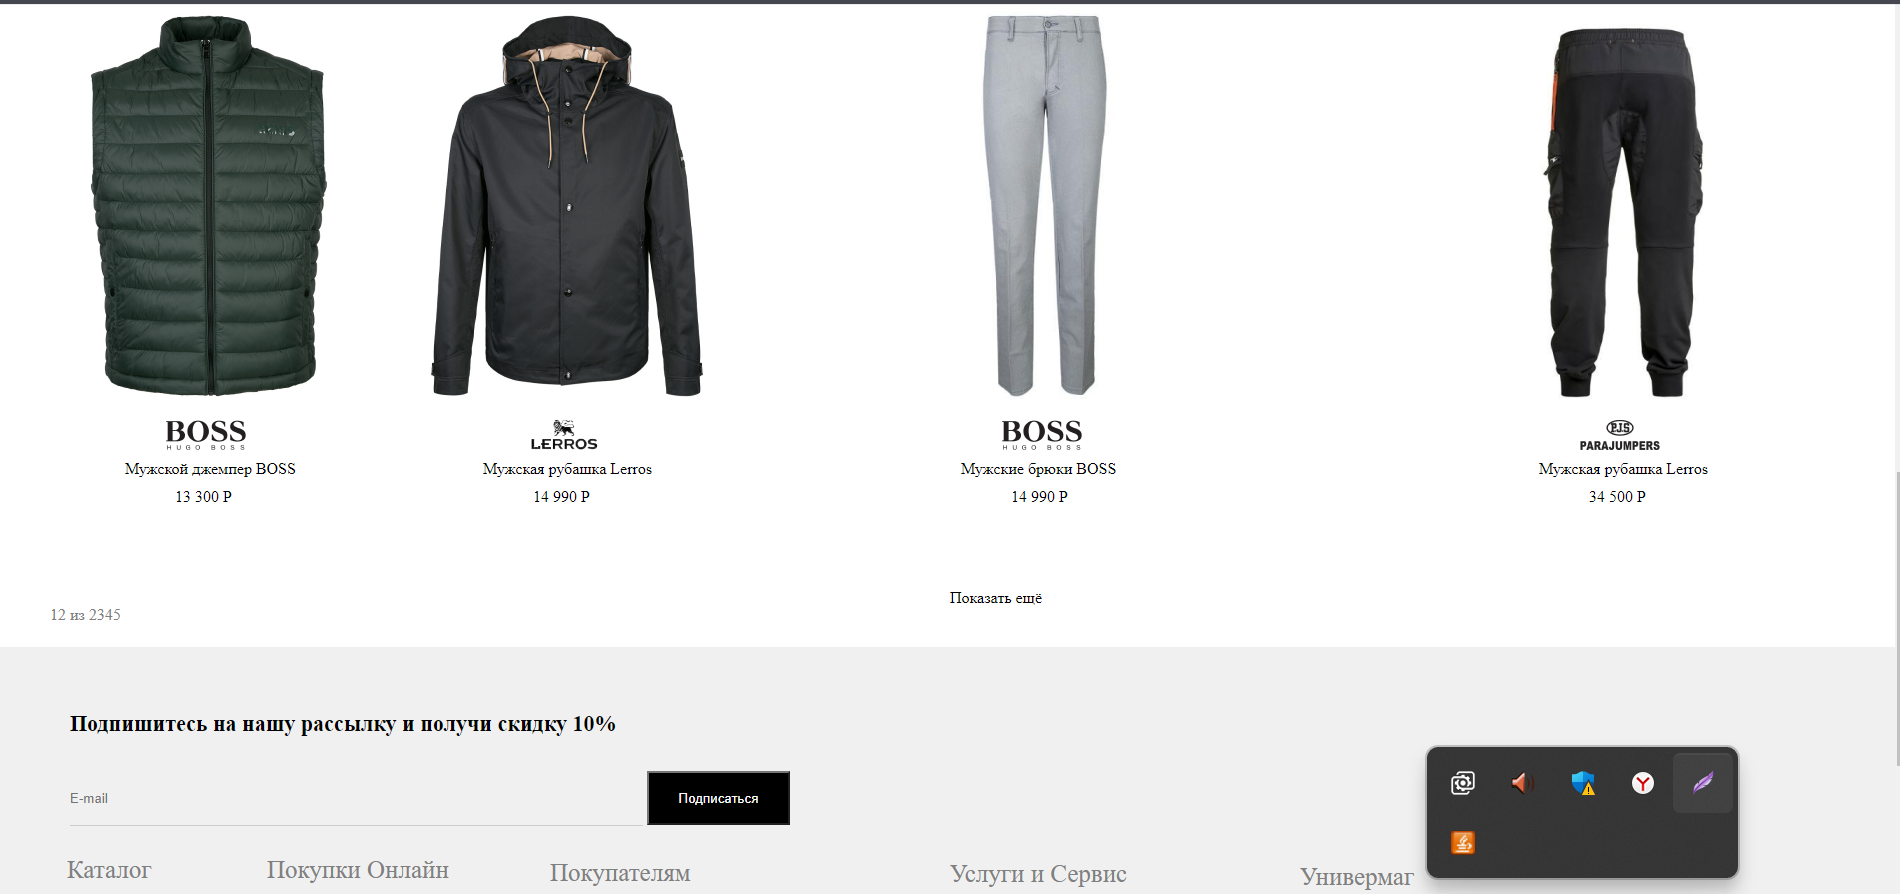 BOSS
HUGO BOSS
Мужской джемпер BOSS
13 300 Р
LERROS
Мужская рубашка Lerros
14 990 Р
BOSS
HUGO BOSS
Мужские брюки BOSS
14 990 Р
P.J.S
PARAJUMPERS
Мужская рубашка Lerros
34 500 Р
Показать ещё
12 из 2345
Подпишитесь на нашу рассылку и получи скидку 10%
E-mail
Подписаться
Каталог
Покупки Онлайн
Покупателям
Услуги и Сервис
Универмаг